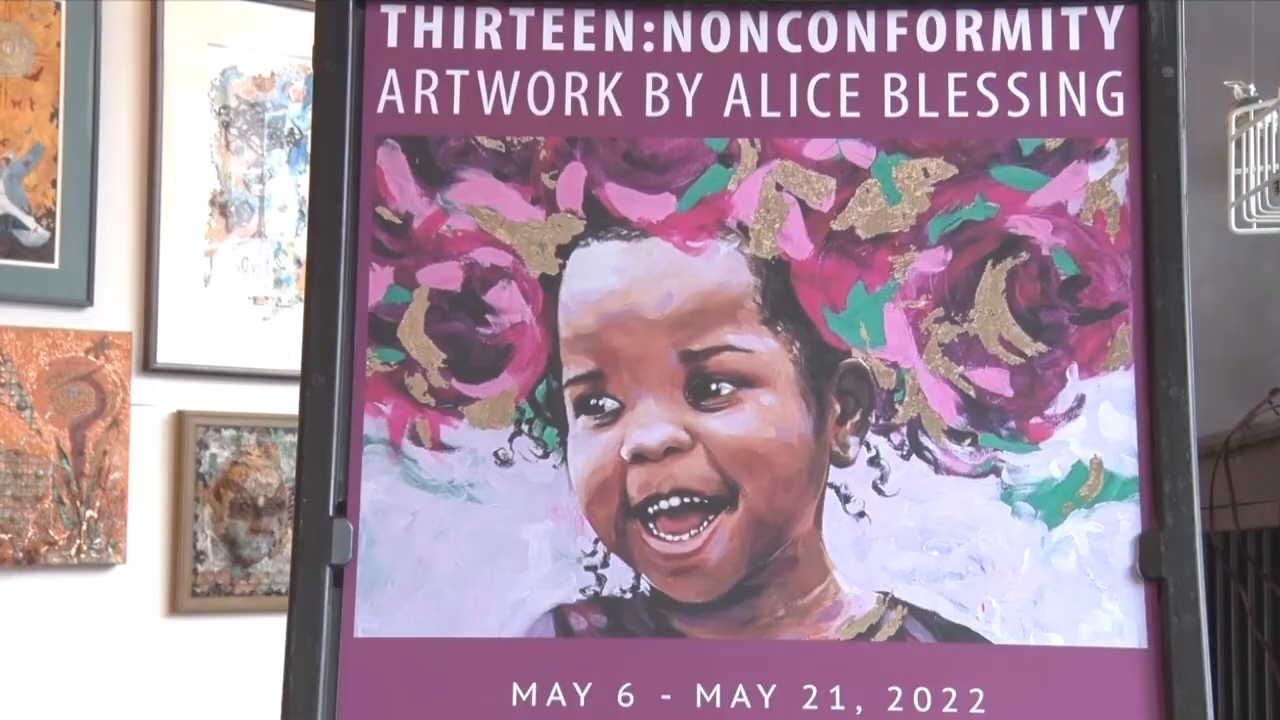 THIRTEEN:NONCONFORMITY
ARTWORK BY ALICE BLESSING
MAY 6 - MAY 21, 2022